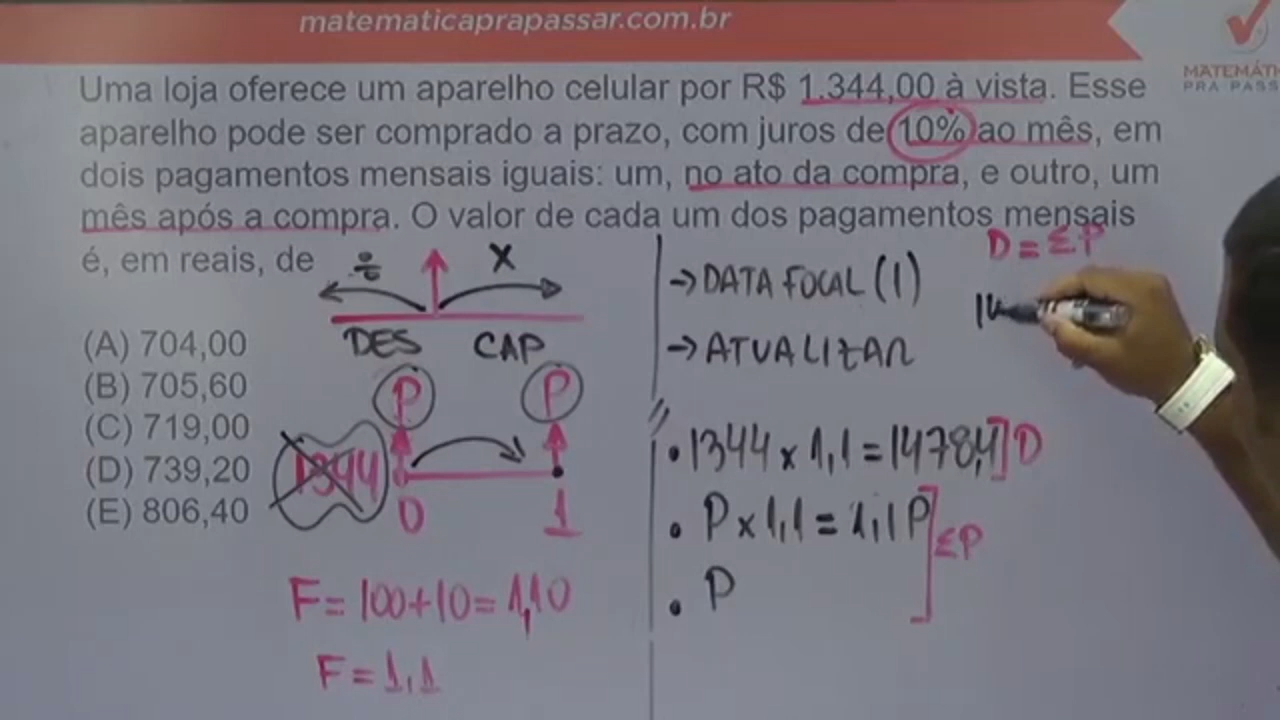 matematicaprapassar.com.br
MATEMÁTI
PRA PASS
Uma loja oferece um aparelho celular por R$ 1.344,00 à vista. Esse
aparelho pode ser comprado a prazo, com juros de 10% ao mês, em
dois pagamentos mensais iguais: um, no ato da compra, e outro, um
mês após a compra. O valor de cada um dos pagamentos mensais
é, em reais, de
(A) 704,00
(B) 705,60
(C) 719,00
(D) 739,20
(E) 806,40
÷ X
DES CAP
P P
1344
0 1
F = 100+10 = 1,10
F = 1,1
→ DATA FOCAL (1)
→ ATUALIZAR
• 1344 x 1,1 = 1478,4] D
• P x 1,1 = 1,1P
• P
] ΣP
D = ΣP
14